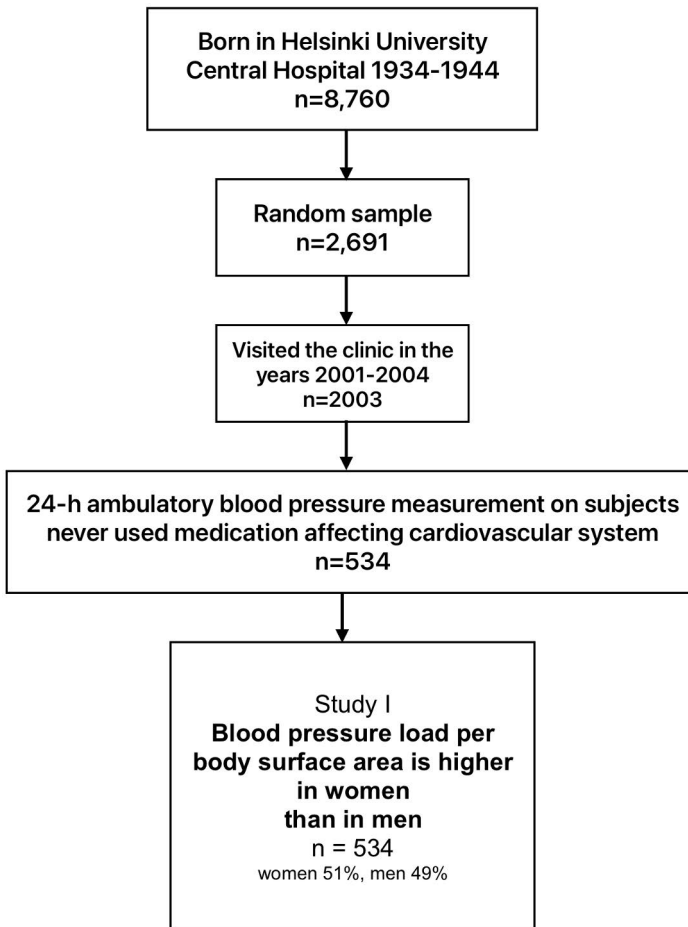 Born in Helsinki University
Central Hospital 1934-1944
n=8,760
Random sample
n=2,691
Visited the clinic in the
years 2001-2004
n=2003
24-h ambulatory blood pressure measurement on subjects
never used medication affecting cardiovascular system
n=534
Study I
Blood pressure load per
body surface area is higher
in women
than in men
n = 534
women 51%, men 49%